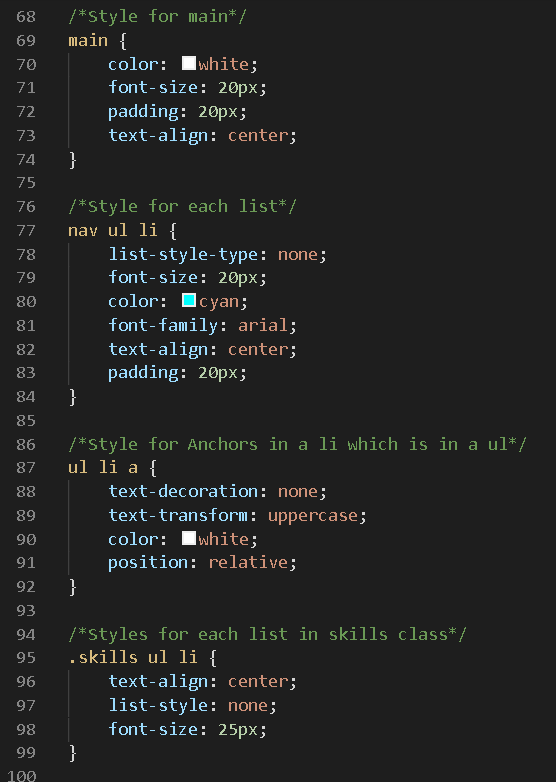 68 /*Style for main*/
69 main {
70     color: white;
71     font-size: 20px;
72     padding: 20px;
73     text-align: center;
74 }
75
76 /*Style for each list*/
77 nav ul li {
78     list-style-type: none;
79     font-size: 20px;
80     color: cyan;
81     font-family: arial;
82     text-align: center;
83     padding: 20px;
84 }
85
86 /*Style for Anchors in a li which is in a ul*/
87 ul li a {
88     text-decoration: none;
89     text-transform: uppercase;
90     color: white;
91     position: relative;
92 }
93
94 /*Styles for each list in skills class*/
95 .skills ul li {
96     text-align: center;
97     list-style: none;
98     font-size: 25px;
99 }
100